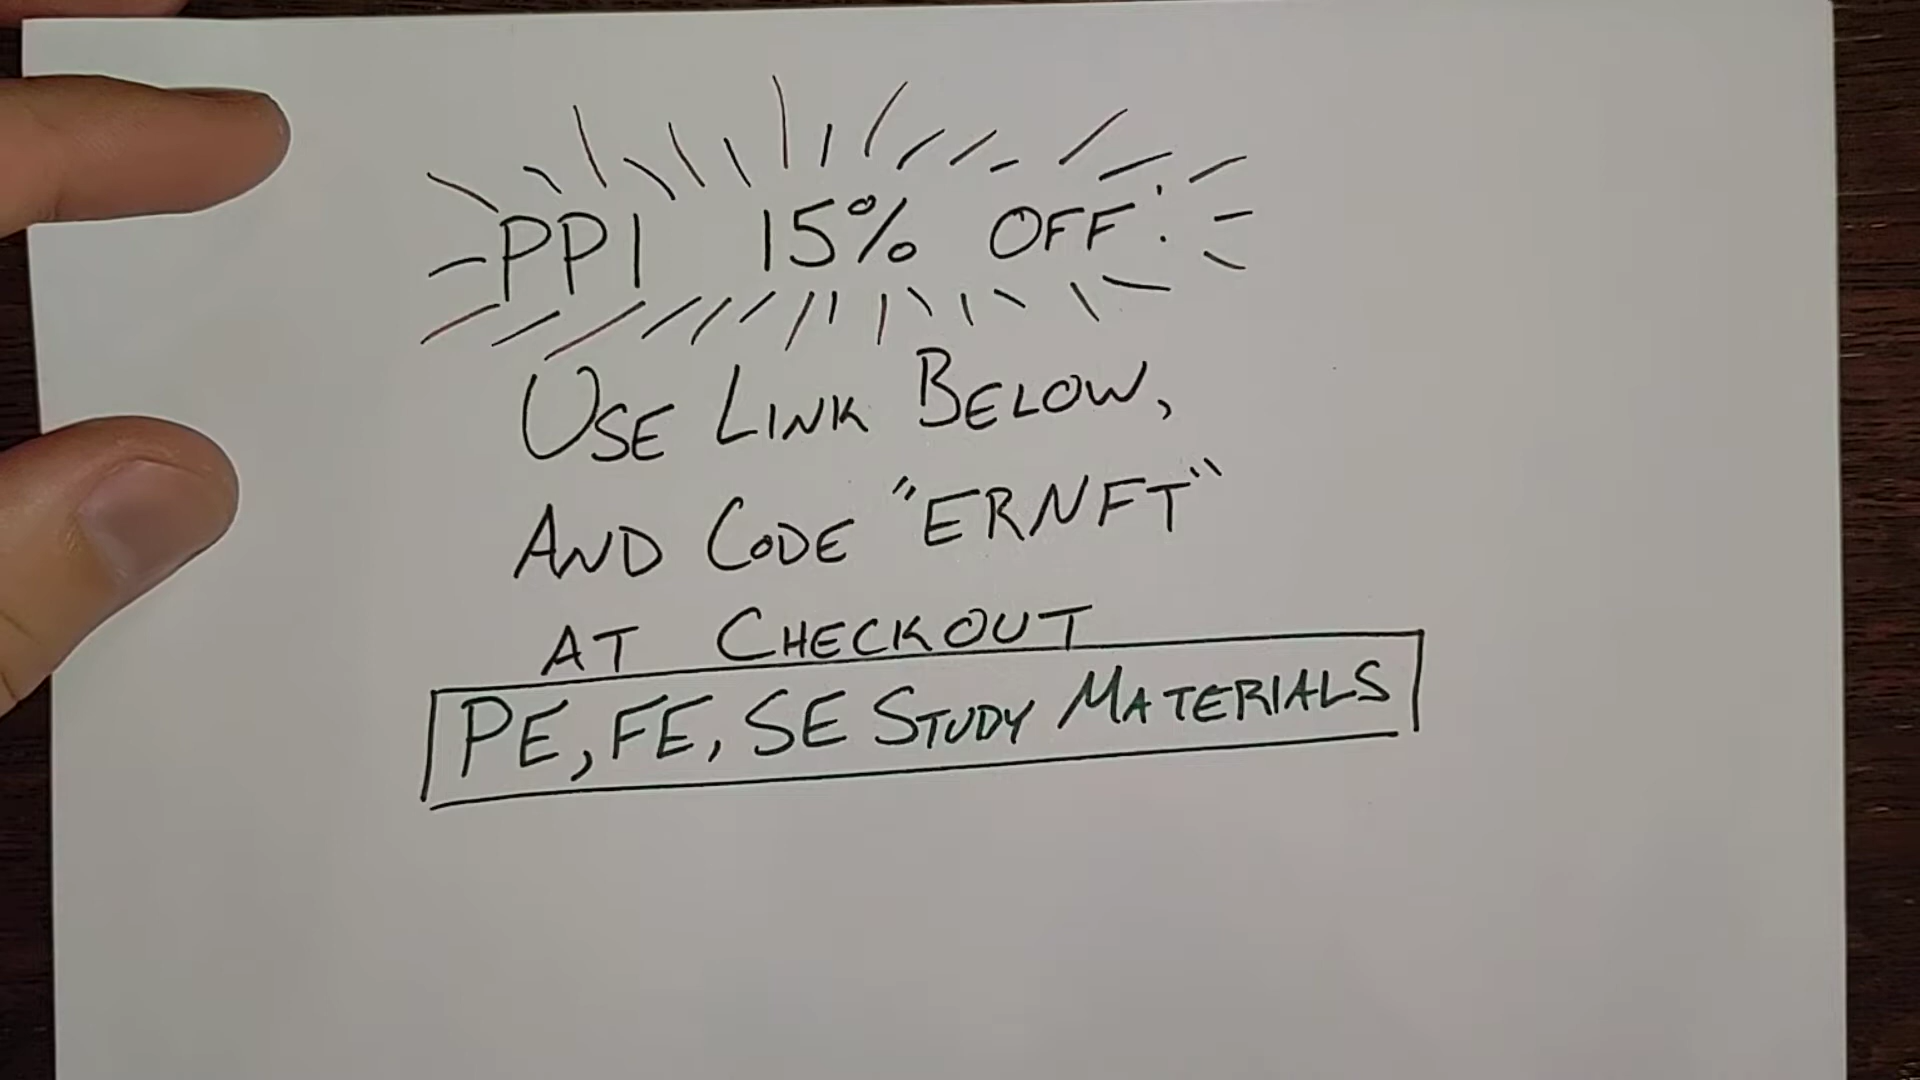 PPI 15% OFF:
USE LINK BELOW,
AND CODE "ERNFT"
AT CHECKOUT
PE, FE, SE STUDY MATERIALS